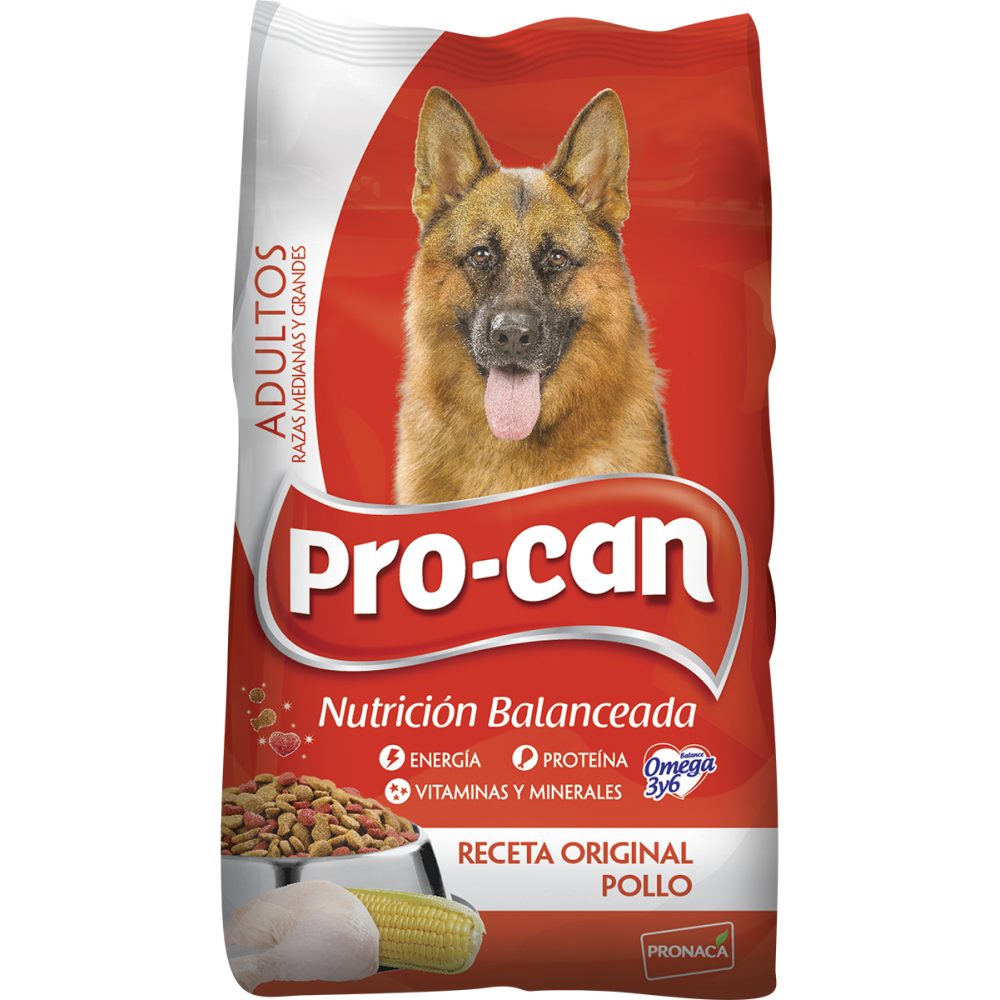 ADULTOS
RAZAS MEDIANAS Y GRANDES
Pro-can
Nutrición Balanceada
ENERGÍA
PROTEÍNA
VITAMINAS Y MINERALES
Balance
Omega
3y6
RECETA ORIGINAL
POLLO
PRONACA